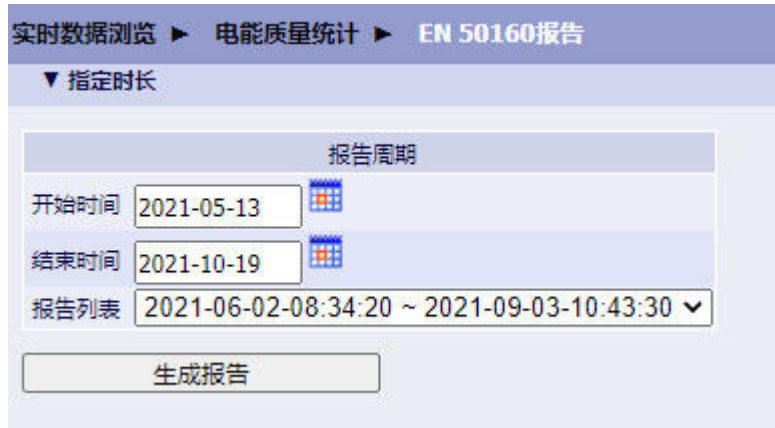 实时数据浏览 ▶ 电能质量统计 ▶ EN 50160报告
▼ 指定时长
报告周期
开始时间 2021-05-13
结束时间 2021-10-19
报告列表 2021-06-02-08:34:20 ~ 2021-09-03-10:43:30
生成报告